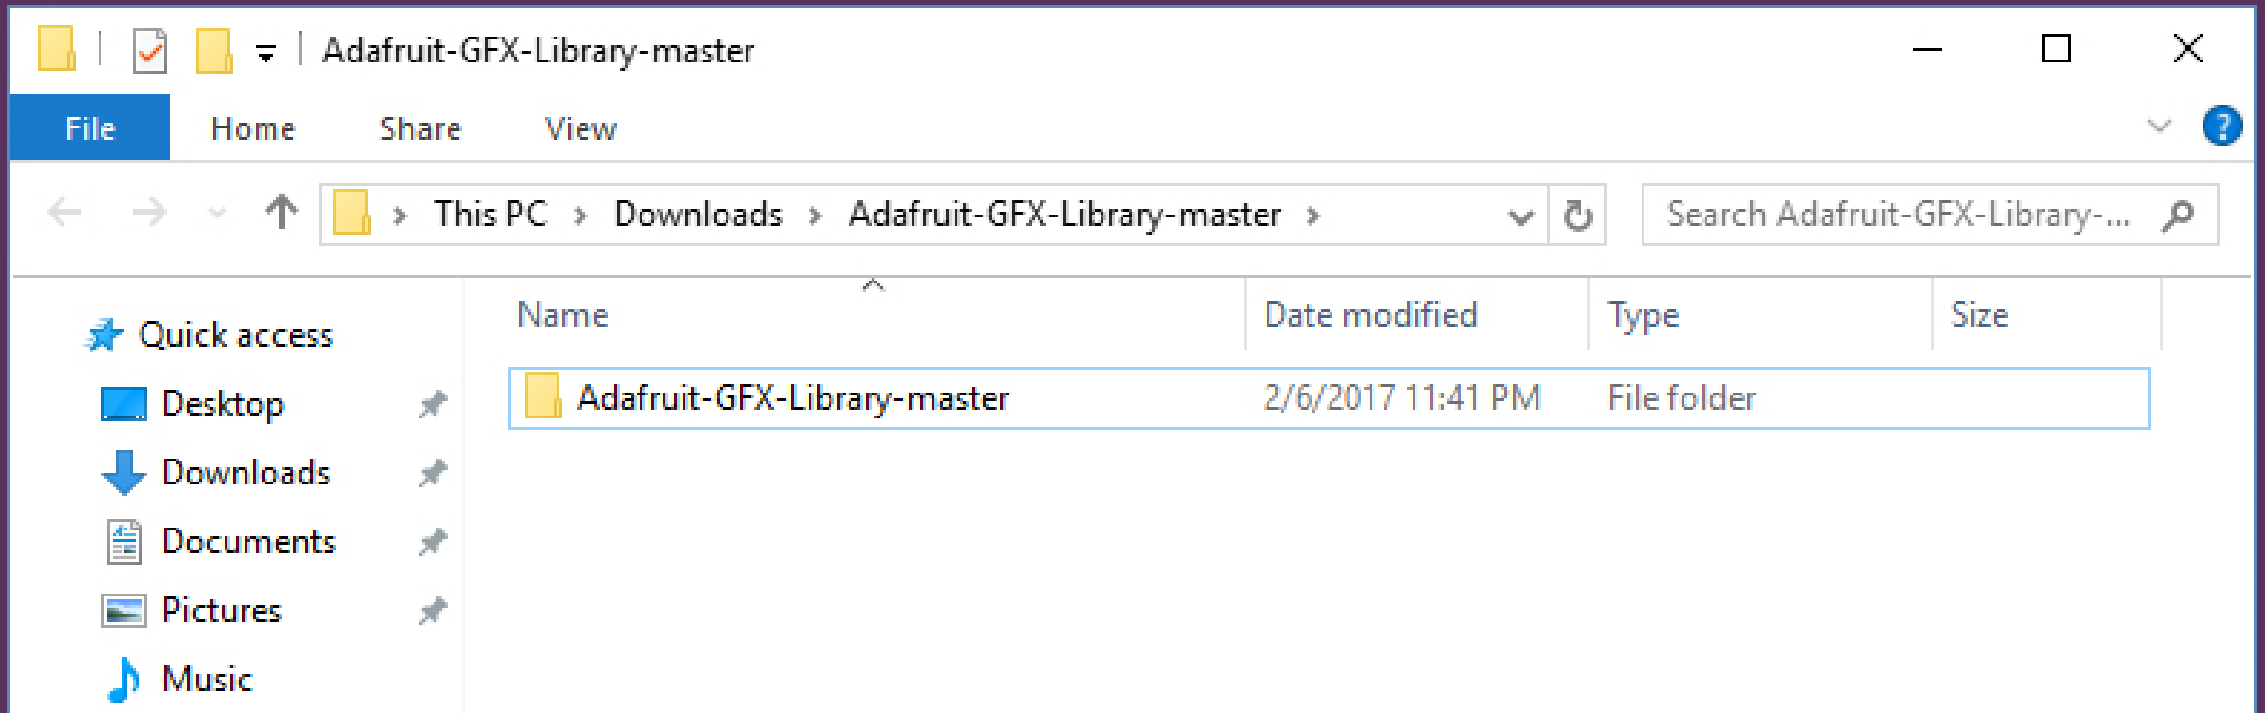 Adafruit-GFX-Library-master
File Home Share View
?
This PC > Downloads > Adafruit-GFX-Library-master >
Search Adafruit-GFX-Library-...
Name Date modified Type Size
Adafruit-GFX-Library-master 2/6/2017 11:41 PM File folder
Quick access
Desktop
Downloads
Documents
Pictures
Music